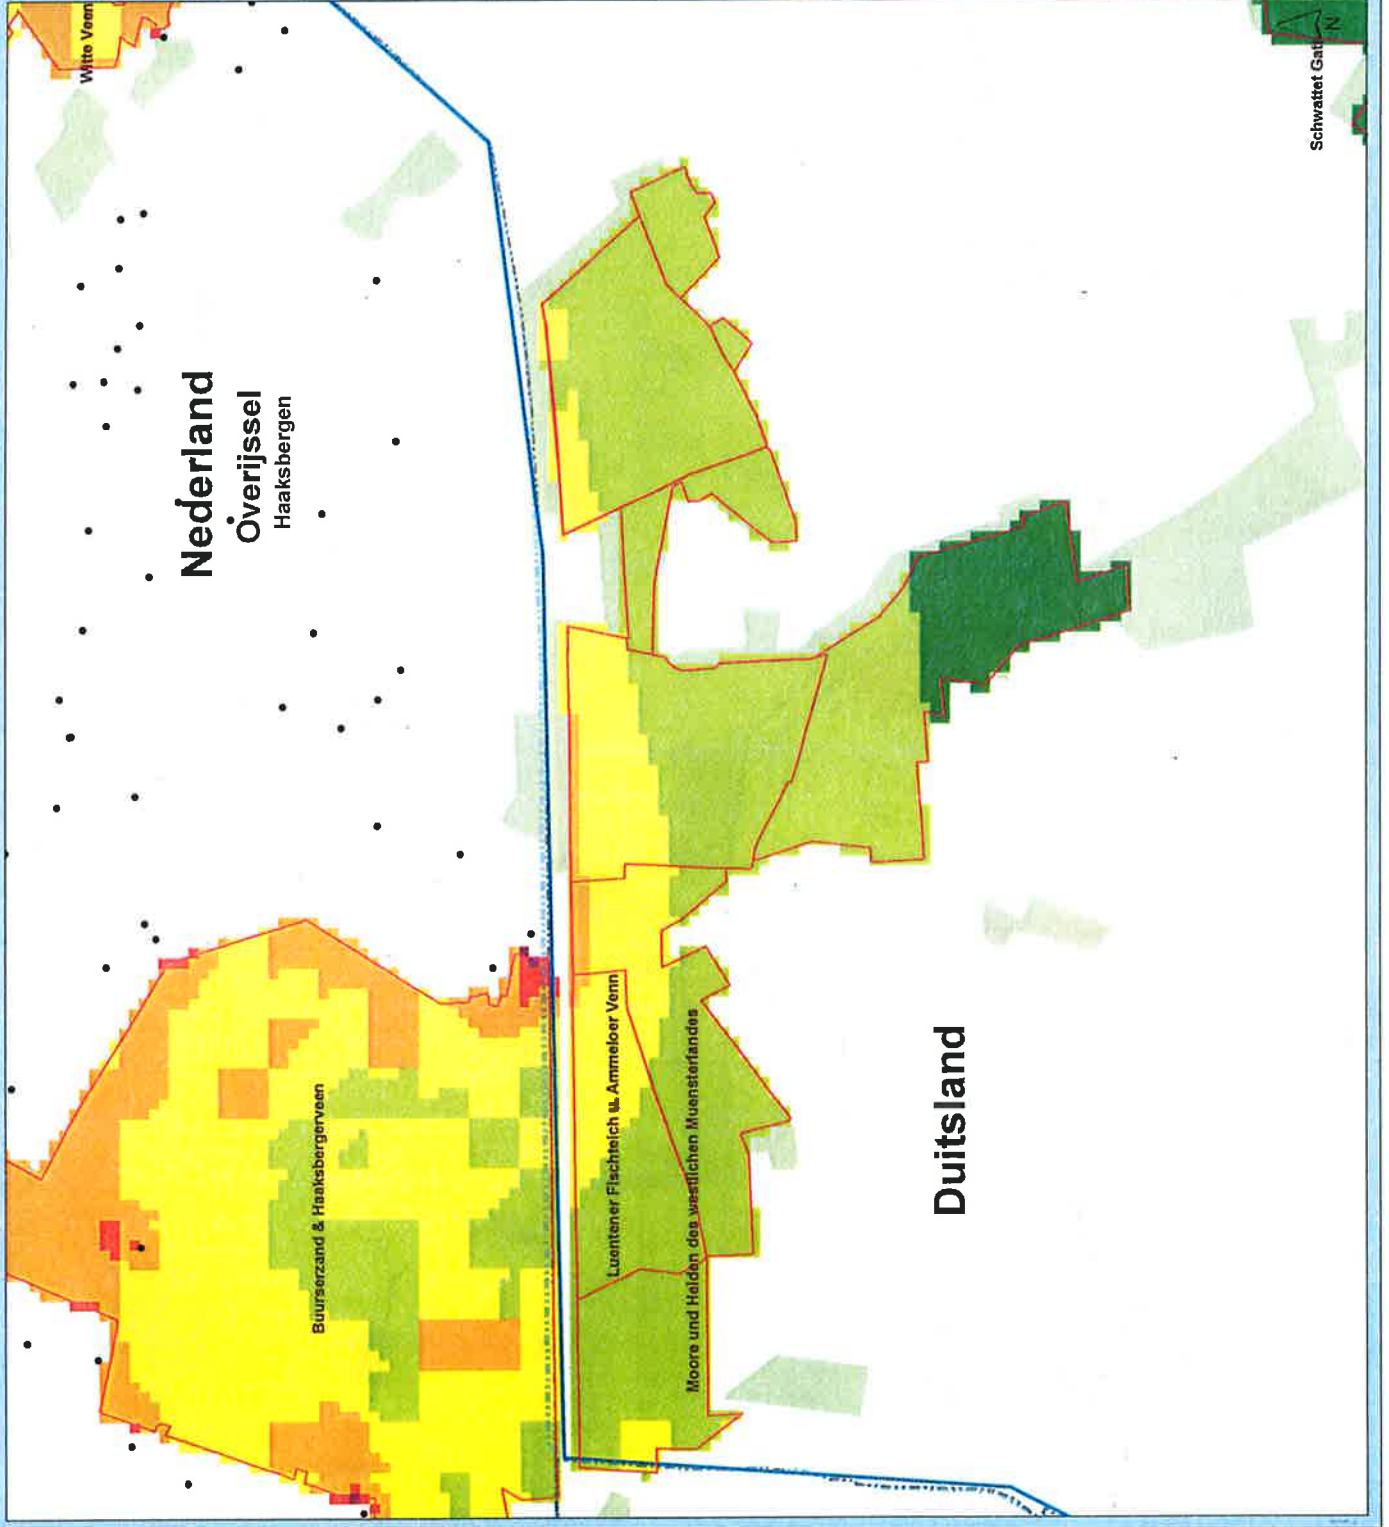 Witte Veen
Nederland
Overijssel
Haaksbergen
Buurserzand & Haaksbergerveen
Luentener Fischteich u. Ammeloer Venn
Moore und Heiden des westlichen Muensterlandes
Duitsland
Schwattet Gat
N